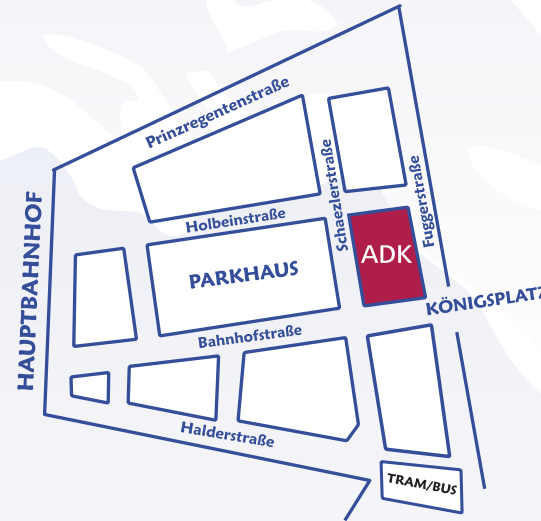 Prinzregentenstraße
Schaezlerstraße
Fuggerstraße
HAUPTBAHNHOF
Holbeinstraße
ADK
PARKHAUS
KÖNIGSPLATZ
Bahnhofstraße
Halderstraße
TRAM/BUS